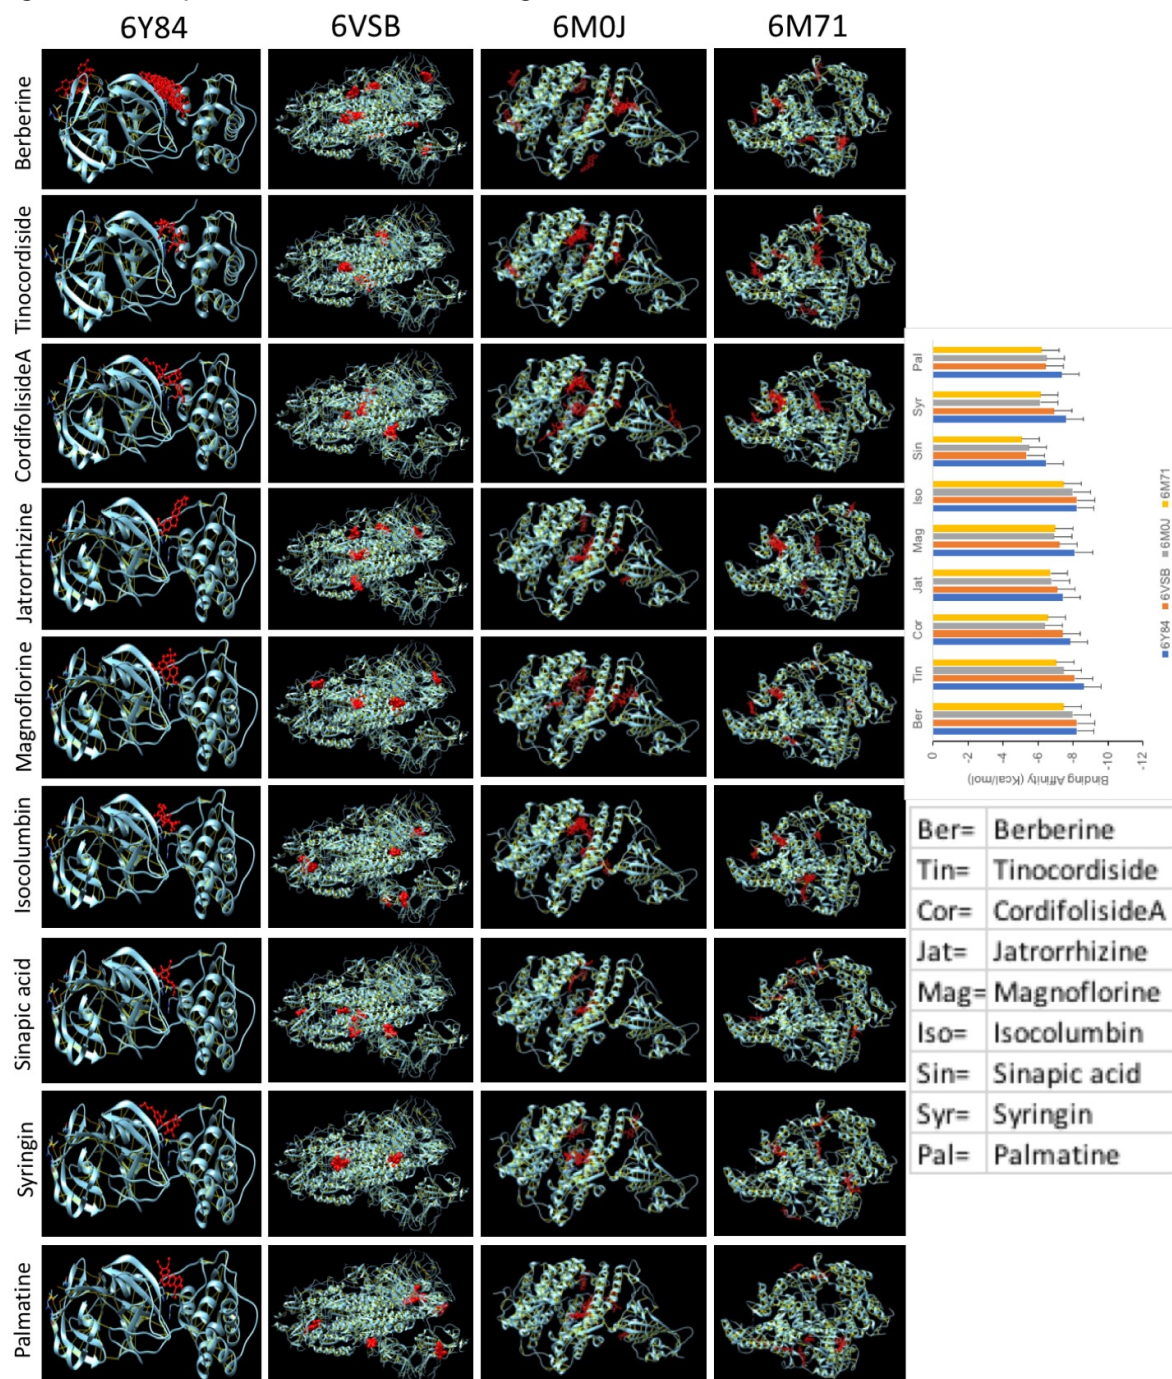 6Y84 6VSB 6M0J 6M71
Berberine
Tinocordiside
CordifolisideA
Jatrorrhizine
Magnoflorine
Isocolumbin
Sinapic acid
Syringin
Palmatine
Binding Affinity (Kcal/mol)
0
-2
-4
-6
-8
-10
-12
Ber Tin Cor Jat Mag Iso Sin Syr Pal
6Y84 6VSB 6M0J 6M71
Ber= Berberine
Tin= Tinocordiside
Cor= CordifolisideA
Jat= Jatrorrhizine
Mag= Magnoflorine
Iso= Isocolumbin
Sin= Sinapic acid
Syr= Syringin
Pal= Palmatine